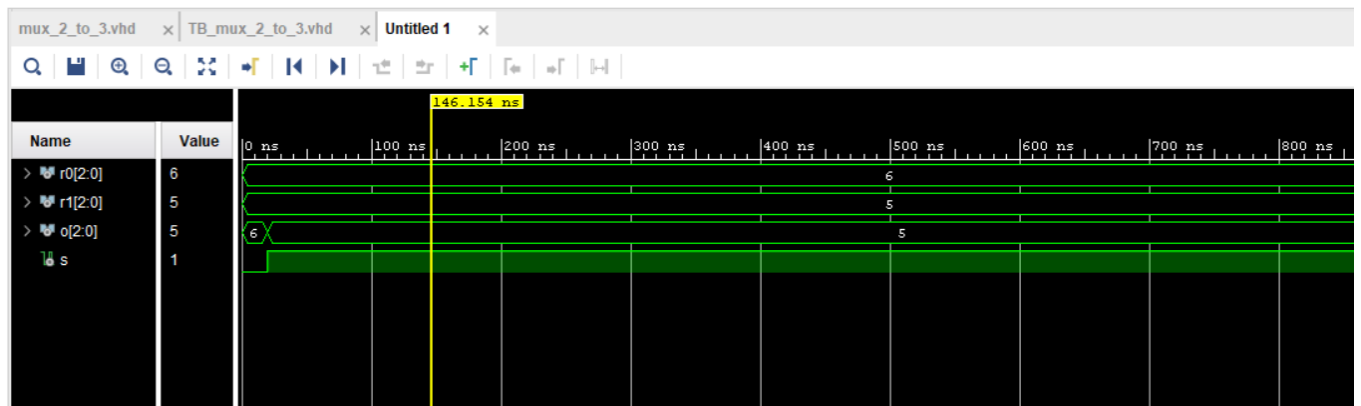 mux_2_to_3.vhd × TB_mux_2_to_3.vhd × Untitled 1 ×
146.154 ns
Name Value 0 ns 100 ns 200 ns 300 ns 400 ns 500 ns 600 ns 700 ns 800 ns
r0[2:0] 6 6
r1[2:0] 5 5
o[2:0] 5 6 5
s 1